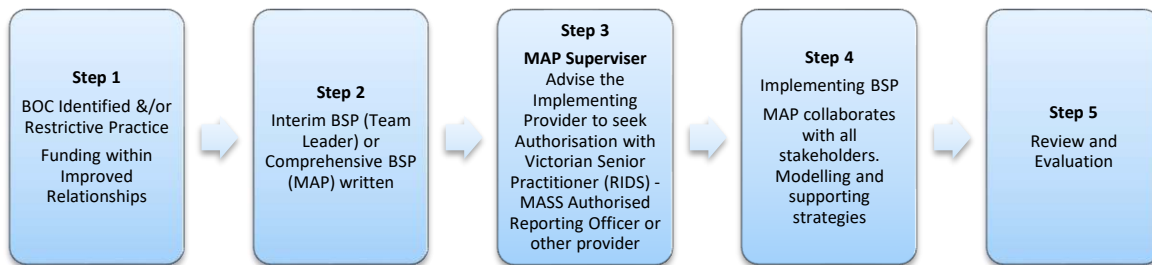 Step 1
BOC Identified &/or
Restrictive Practice
Funding within
Improved
Relationships
Step 2
Interim BSP (Team
Leader) or
Comprehensive BSP
(MAP) written
Step 3
MAP Superviser
Advise the
Implementing
Provider to seek
Authorisation with
Victorian Senior
Practitioner (RIDS) -
MASS Authorised
Reporting Officer or
other provider
Step 4
Implementing BSP
MAP collaborates
with all
stakeholders.
Modelling and
supporting
strategies
Step 5
Review and
Evaluation